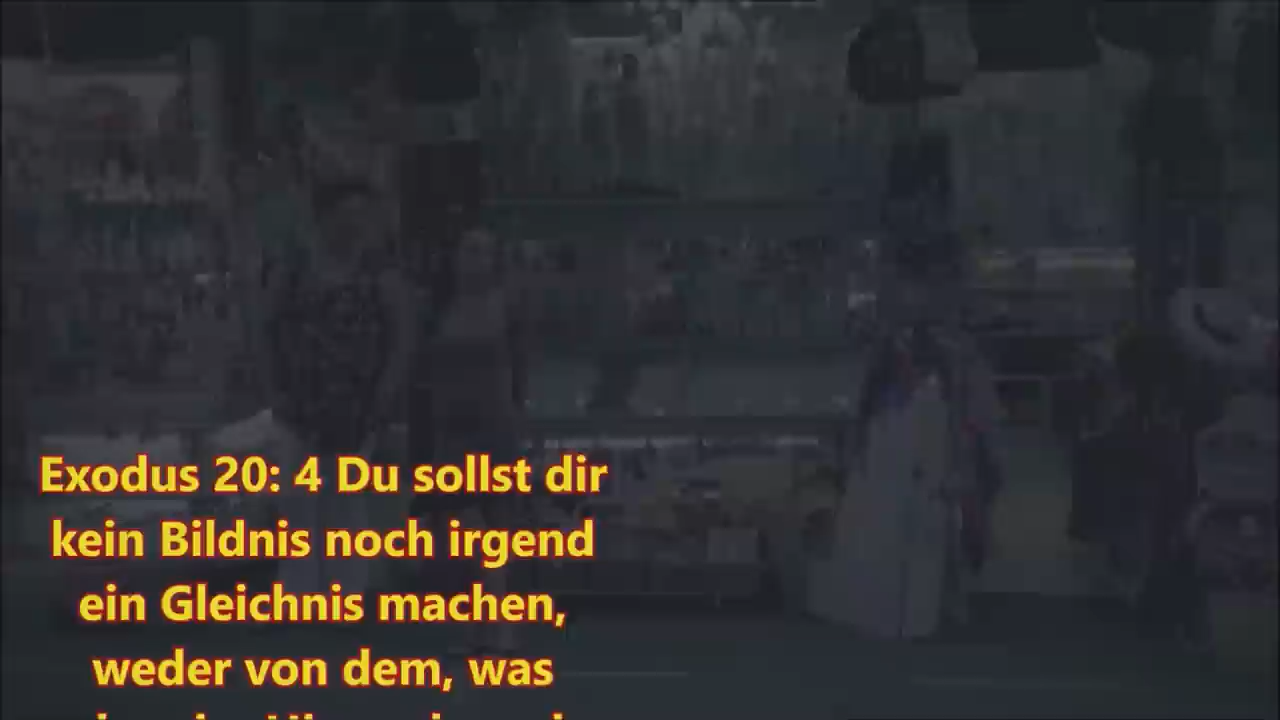 Exodus 20: 4 Du sollst dir
kein Bildnis noch irgend
ein Gleichnis machen,
weder von dem, was